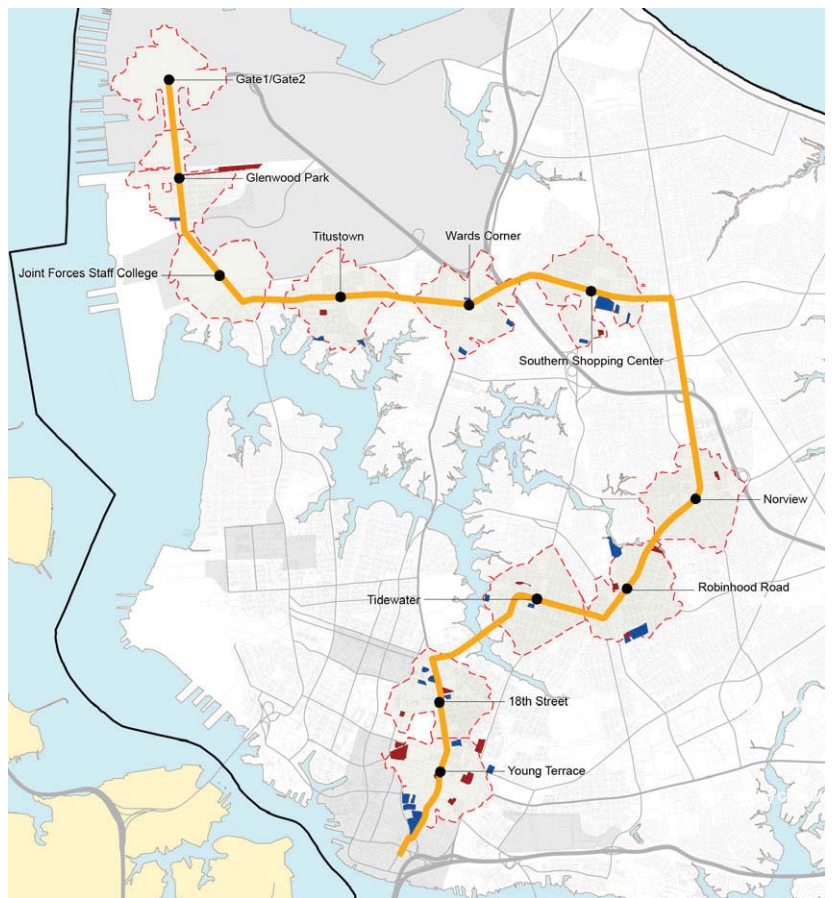 Gate1/Gate2
Glenwood Park
Titustown
Wards Corner
Joint Forces Staff College
Southern Shopping Center
Norview
Robinhood Road
Tidewater
18th Street
Young Terrace